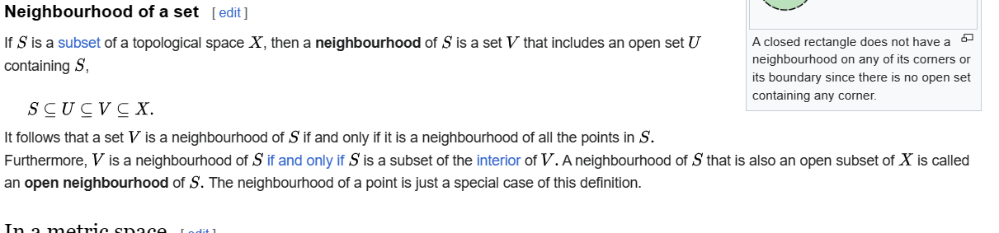 Neighbourhood of a set [ edit ]
If S is a subset of a topological space X, then a neighbourhood of S is a set V that includes an open set U
containing S,
S ⊆ U ⊆ V ⊆ X.
It follows that a set V is a neighbourhood of S if and only if it is a neighbourhood of all the points in S.
Furthermore, V is a neighbourhood of S if and only if S is a subset of the interior of V. A neighbourhood of S that is also an open subset of X is called
an open neighbourhood of S. The neighbourhood of a point is just a special case of this definition.
A closed rectangle does not have a
neighbourhood on any of its corners or
its boundary since there is no open set
containing any corner.
In a metric space [ edit ]